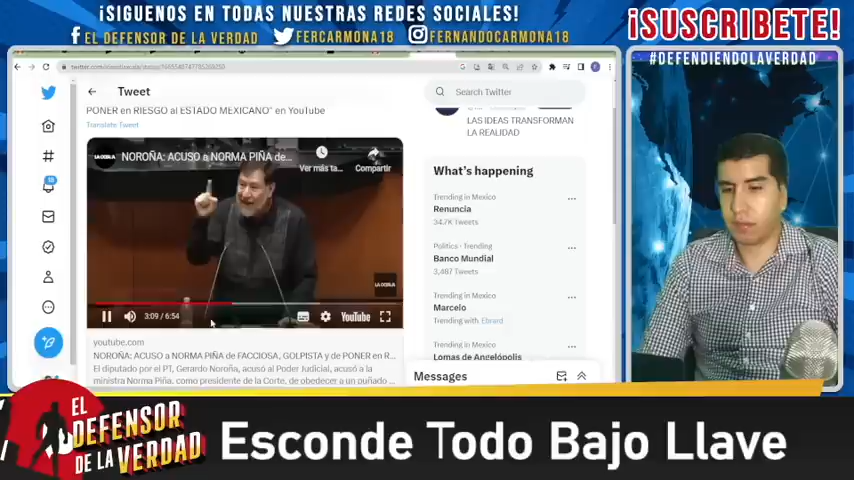 ¡SIGUENOS EN TODAS NUESTRAS REDES SOCIALES!
EL DEFENSOR DE LA VERDAD
FERCARMONA18
FERNANDOCARMONA18
¡SUSCRIBETE!
#DEFENDIENDOLAVERDAD
Tweet
Search Twitter
PONER en RIESGO al ESTADO MEXICANO" en YouTube
Translate Tweet
LAS IDEAS TRANSFORMAN
LA REALIDAD
NOROÑA: ACUSO a NORMA PIÑA de...
Ver más ta...
Compartir
3:09 / 6:54
YouTube
What's happening
Trending in Mexico
Renuncia
34.7K Tweets
Politics · Trending
Banco Mundial
3,487 Tweets
Trending in Mexico
Marcelo
Trending with Ebrard
Trending in Mexico
Lomas de Angelópolis
youtube.com
NOROÑA: ACUSO a NORMA PIÑA de FACCIOSA, GOLPISTA y de PONER en R...
El diputado por el PT, Gerardo Noroña, acusó al Poder Judicial, acusó a la
ministra Norma Piña, como presidente de la Corte, de obedecer a un puñado ...
Messages
EL
DEFENSOR
DE LA VERDAD
Esconde Todo Bajo Llave